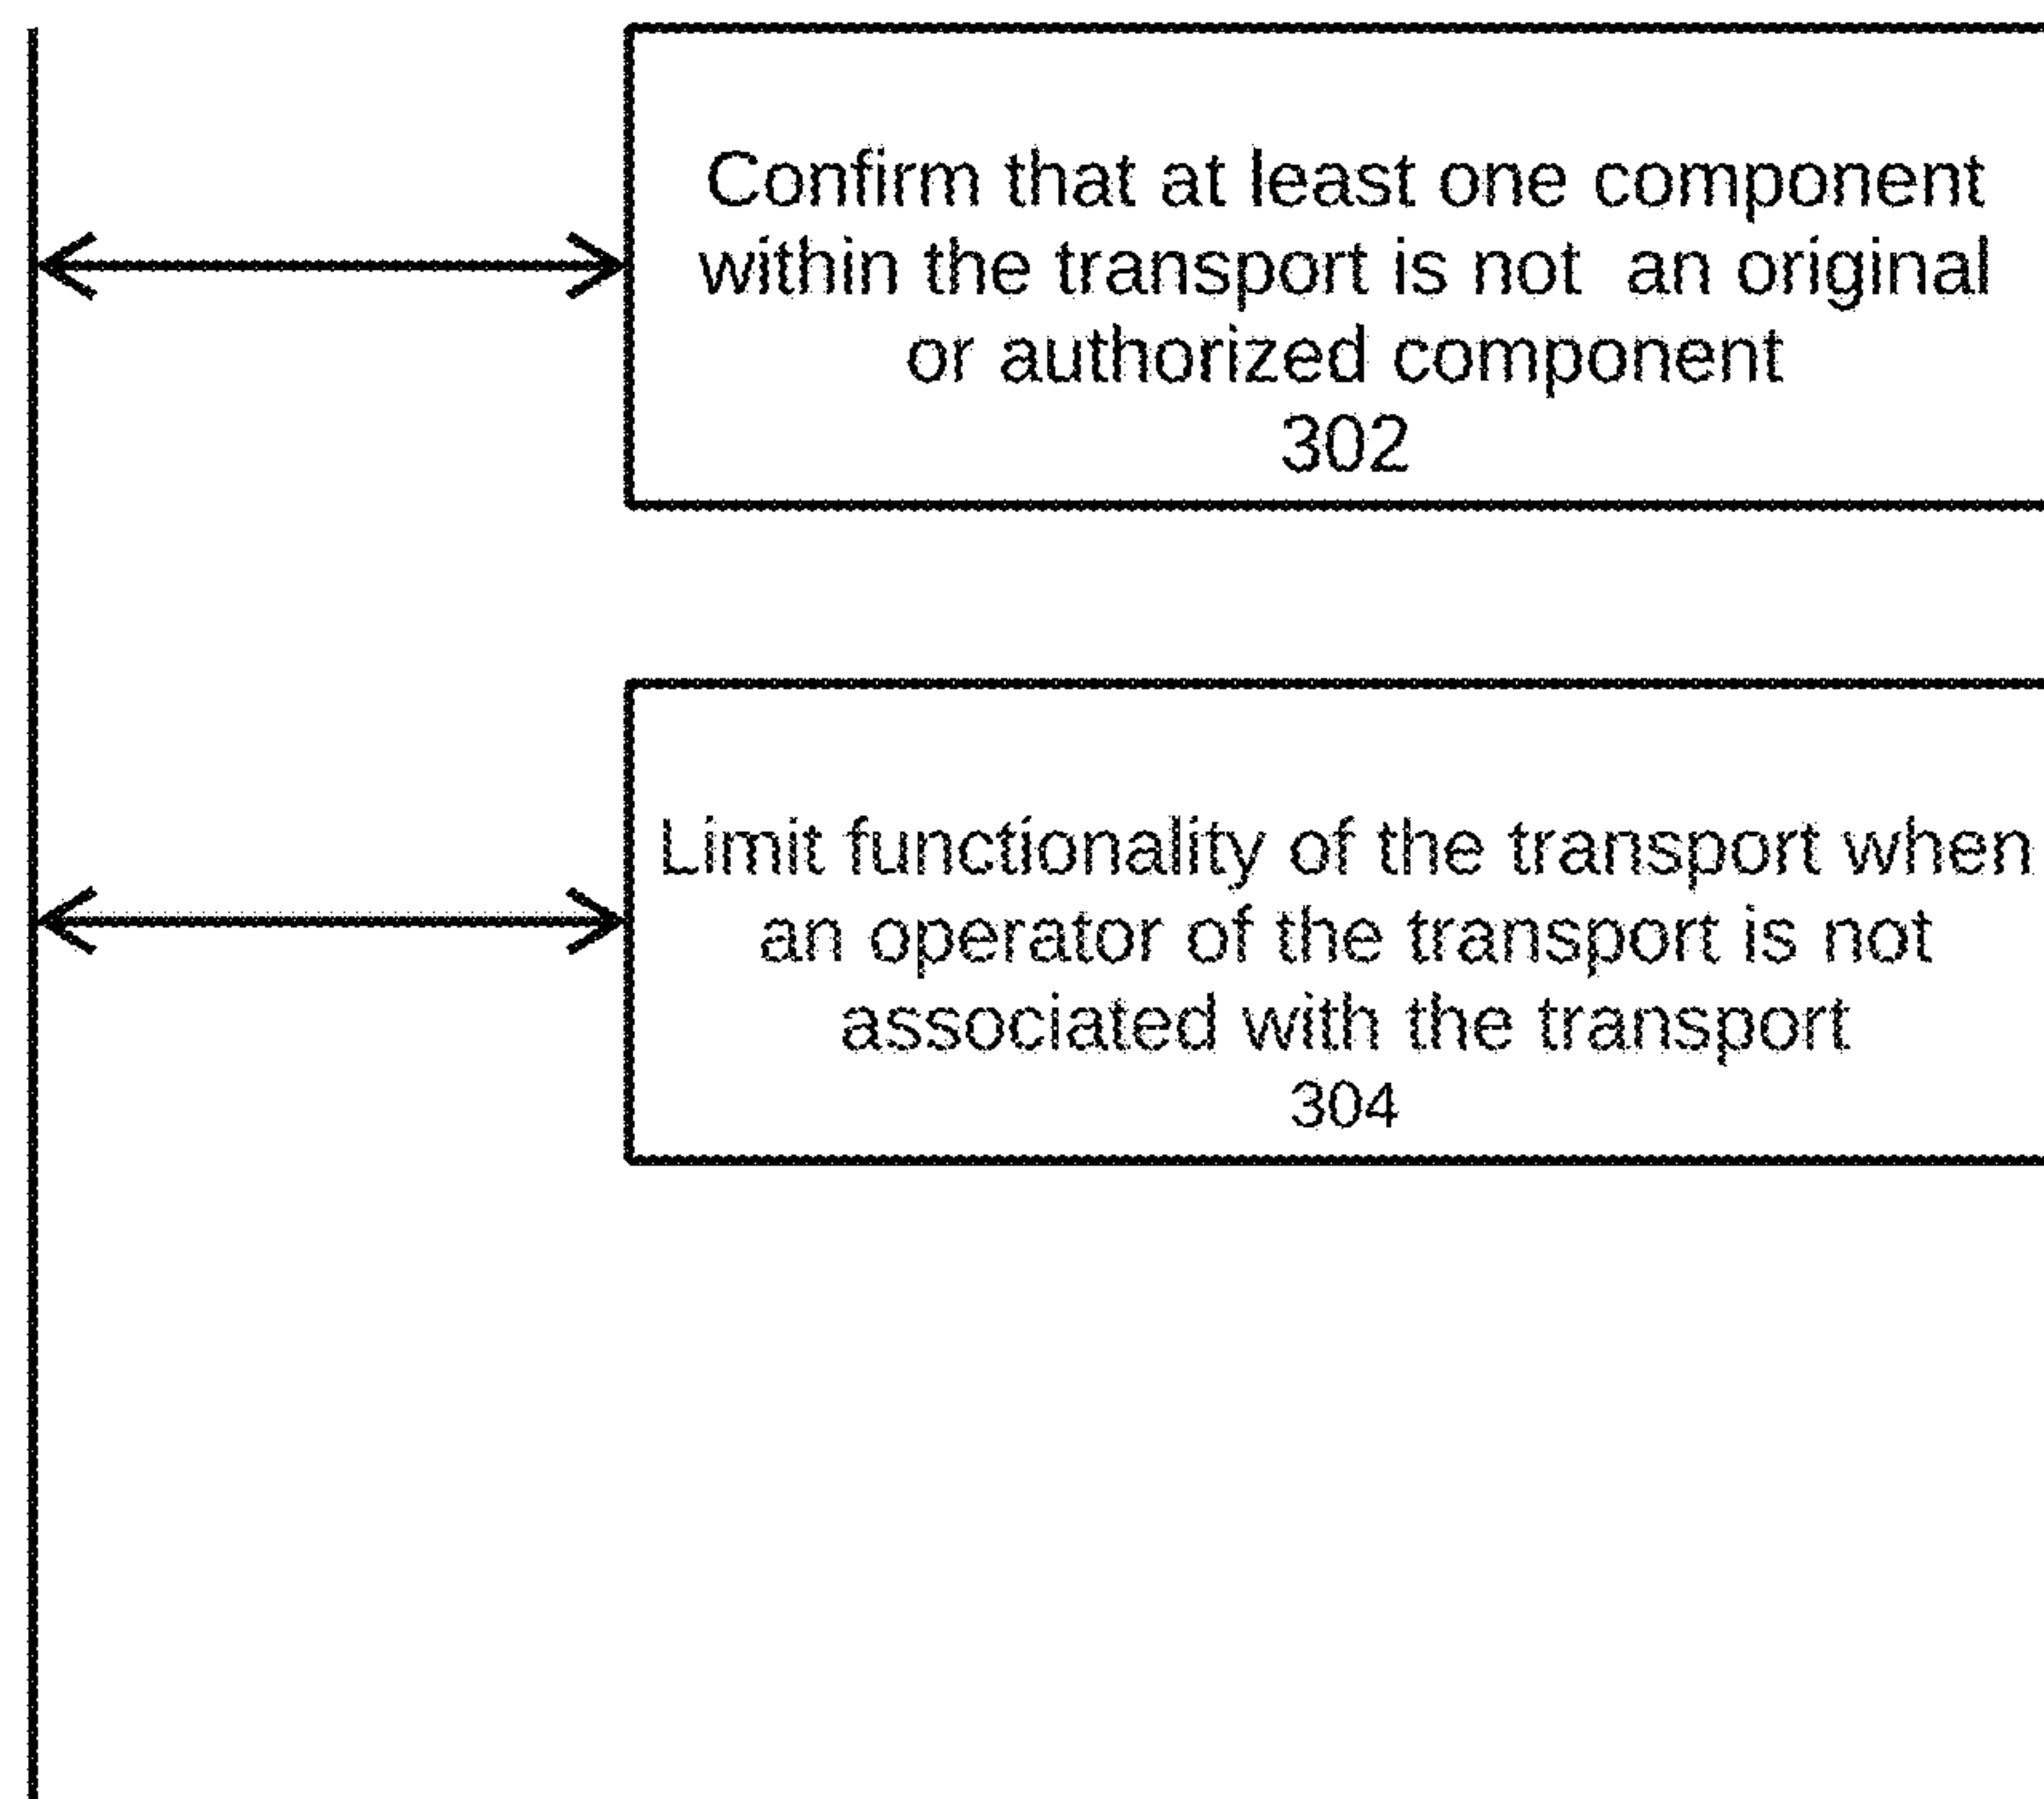 Confirm that at least one component
within the transport is not  an original
or authorized component
302
Limit functionality of the transport when
an operator of the transport is not
associated with the transport
304